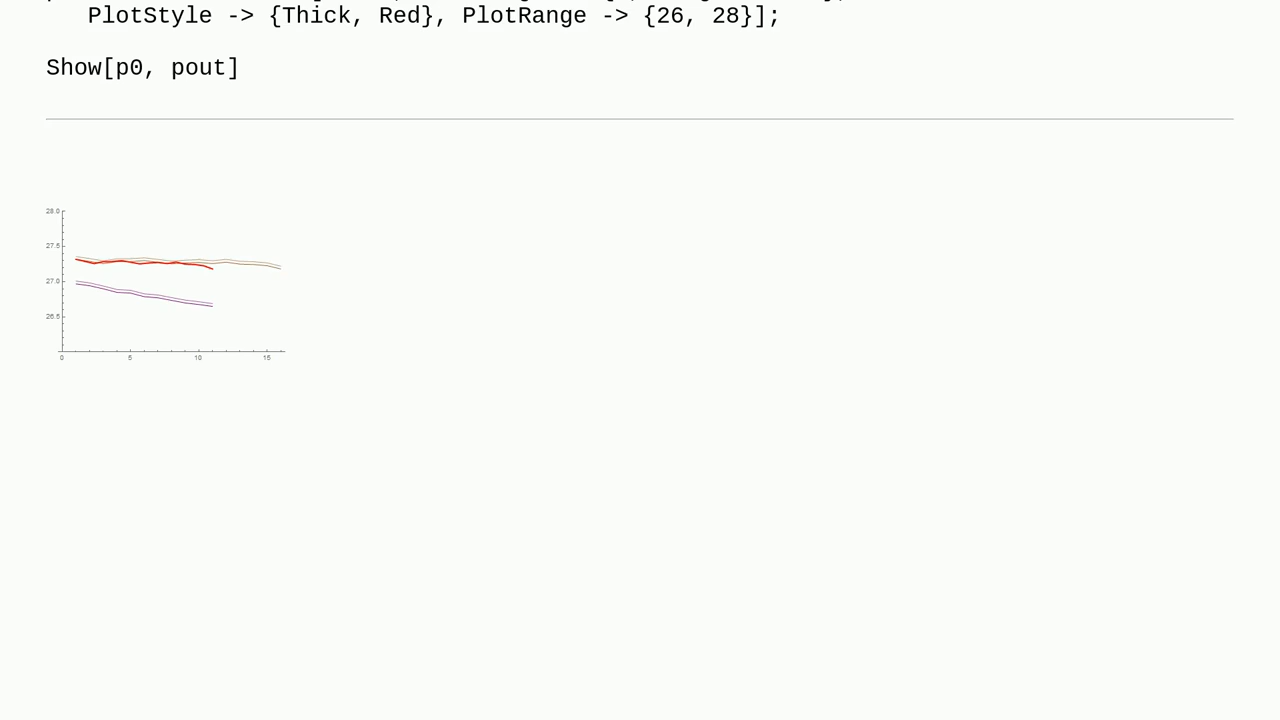 PlotStyle -> {Thick, Red}, PlotRange -> {26, 28}];
Show[p0, pout]
28.0
27.5
27.0
26.5
0 5 10 15